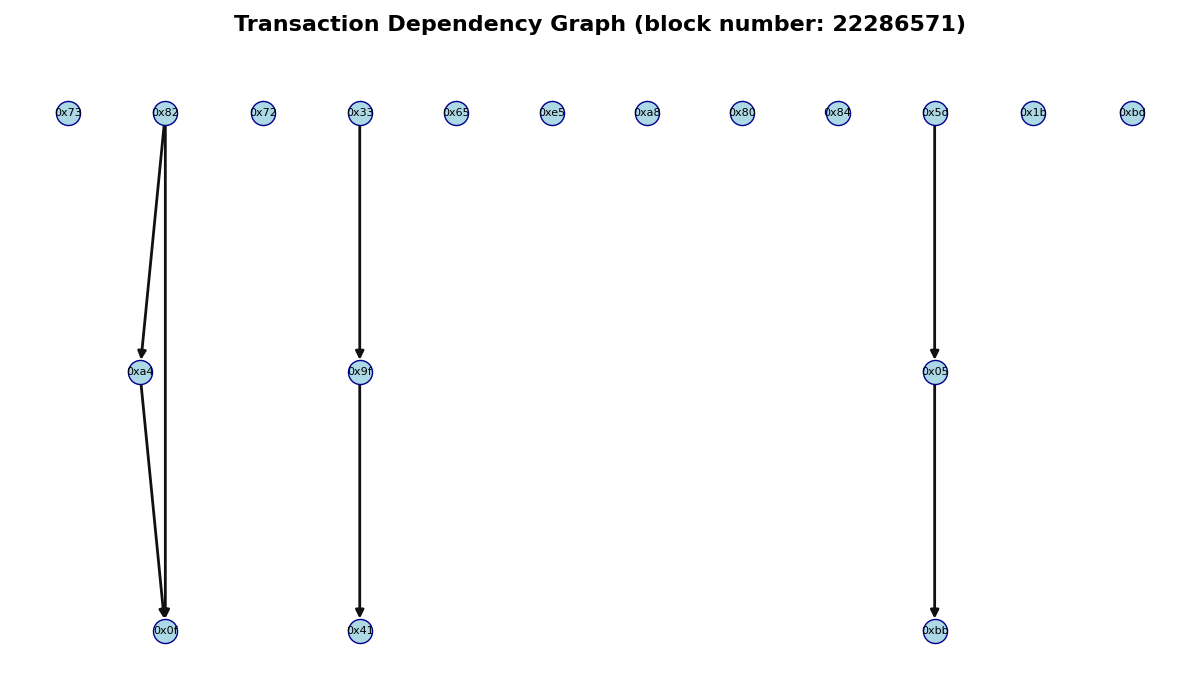 Transaction Dependency Graph (block number: 22286571)
0x73 0x82 0x72 0x33 0x65 0xe5 0xa8 0x80 0x84 0x5d 0x1b 0xbd
0xa4 0x9f 0x05
0x0f 0x41 0xbb